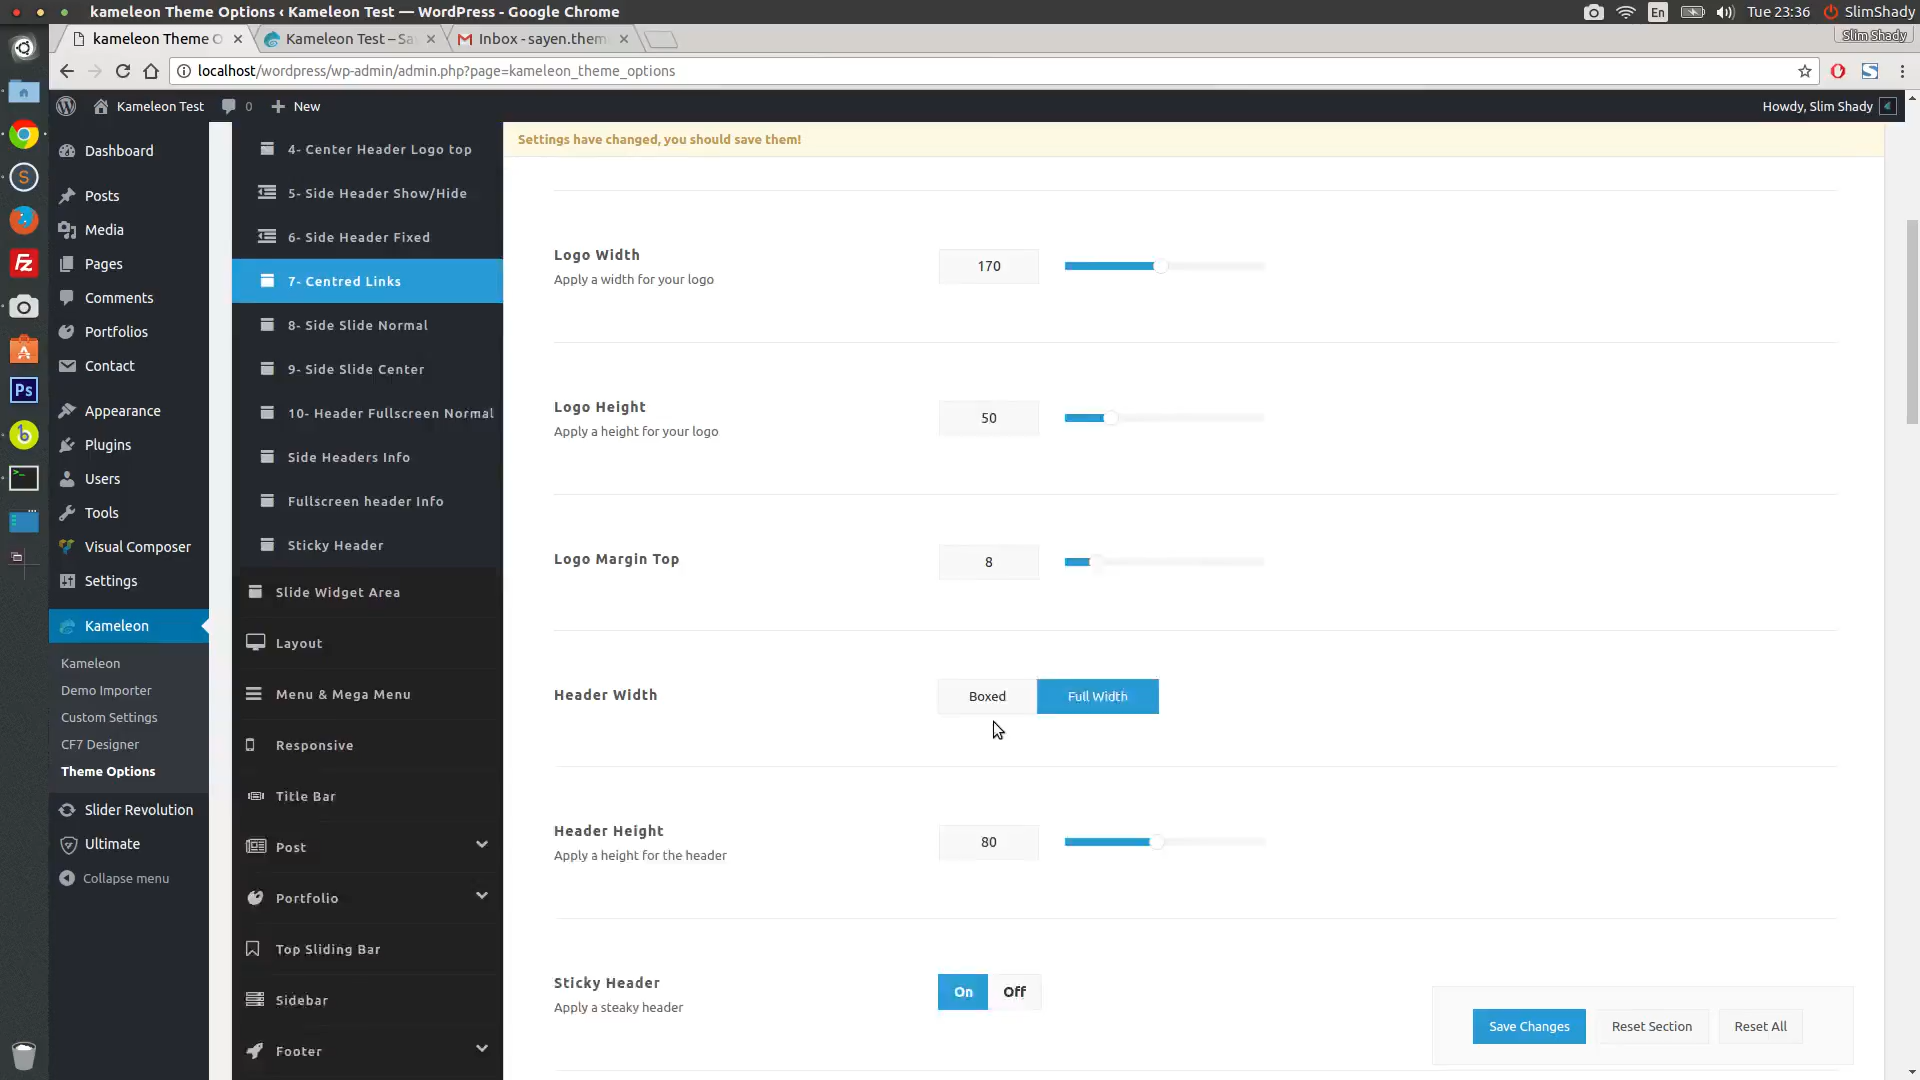 kameleon Theme Options ‹ Kameleon Test — WordPress - Google Chrome
En
Tue 23:36
SlimShady
kameleon Theme O
Kameleon Test – Sa
Inbox - sayen.them
Slim Shady
localhost/wordpress/wp-admin/admin.php?page=kameleon_theme_options
Kameleon Test
0
New
Howdy, Slim Shady
Dashboard
Posts
Media
Pages
Comments
Portfolios
Contact
Appearance
Plugins
Users
Tools
Visual Composer
Settings
Kameleon
Kameleon
Demo Importer
Custom Settings
CF7 Designer
Theme Options
Slider Revolution
Ultimate
Collapse menu
Ps
4- Center Header Logo top
5- Side Header Show/Hide
6- Side Header Fixed
7- Centred Links
8- Side Slide Normal
9- Side Slide Center
10- Header Fullscreen Normal
Side Headers Info
Fullscreen header Info
Sticky Header
Slide Widget Area
Layout
Menu & Mega Menu
Responsive
Title Bar
Post
Portfolio
Top Sliding Bar
Sidebar
Footer
Settings have changed, you should save them!
Logo Width
Apply a width for your logo
170
Logo Height
Apply a height for your logo
50
Logo Margin Top
8
Header Width
Boxed
Full Width
Header Height
Apply a height for the header
80
Sticky Header
Apply a steaky header
On
Off
Save Changes
Reset Section
Reset All